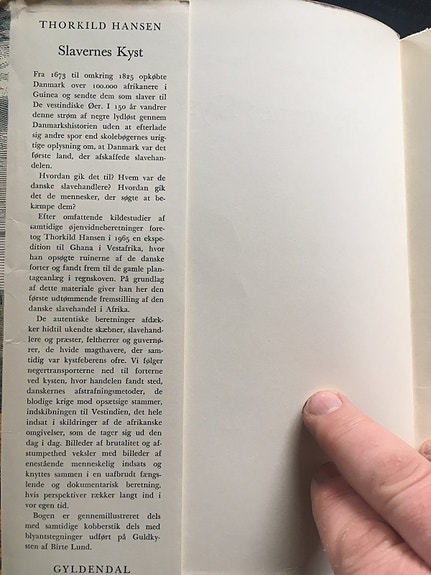 THORKILD HANSEN
Slavernes Kyst
Fra 1673 til omkring 1825 opkøbte
Danmark over 100.000 afrikanere i
Guinea og sendte dem som slaver til
De vestindiske Øer. I 150 år vandrer
denne strøm af negre lydløst gennem
Danmarkshistorien uden at efterlade
sig andre spor end skolebøgernes urig-
tige oplysning om, at Danmark var det
første land, der afskaffede slavehan-
delen.
Hvordan gik det til? Hvem var de
danske slavehandlere? Hvordan gik
det de mennesker, der søgte at be-
kæmpe dem?
Efter omfattende kildestudier af
samtidige øjenvidneberetninger fore-
tog Thorkild Hansen i 1965 en ekspe-
dition til Ghana i Vestafrika, hvor
han opsøgte ruinerne af de danske
forter og fandt frem til de gamle plan-
tageanlæg i regnskoven. På grundlag
af dette materiale giver han her den
første udtømmende fremstilling af den
danske slavehandel i Afrika.
De autentiske beretninger afdæk-
ker hidtil ukendte skæbner, slavehand-
lere og præster, feltherrer og guvernø-
rer, de hvide magthavere, der sam-
tidig var kystfeberens ofre. Vi følger
negertransporterne ned til forterne
ved kysten, hvor handelen fandt sted,
danskernes afstrafningsmetoder, de
blodige krige mod opsætsige stammer,
indskibningen til Vestindien, det hele
indsat i skildringer af de afrikanske
omgivelser, som de tager sig ud den
dag i dag. Billeder af brutalitet og af-
stumpethed veksler med billeder af
enestående menneskelig indsats og
knyttes sammen i en uafbrudt fængs-
lende og dokumentarisk beretning,
hvis perspektiver rækker langt ind i
vor egen tid.
Bogen er gennemillustreret dels
med samtidige kobberstik dels med
blyantstegninger udført på Guldky-
sten af Birte Lund.
GYLDENDAL